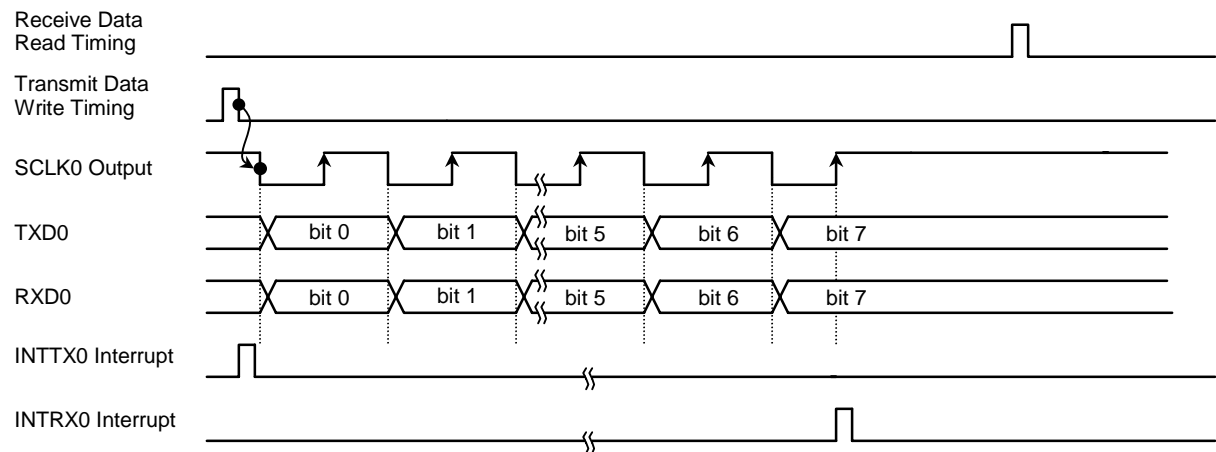 Receive Data
Read Timing
Transmit Data
Write Timing
SCLK0 Output
TXD0
bit 0
bit 1
bit 5
bit 6
bit 7
RXD0
bit 0
bit 1
bit 5
bit 6
bit 7
INTTX0 Interrupt
INTRX0 Interrupt